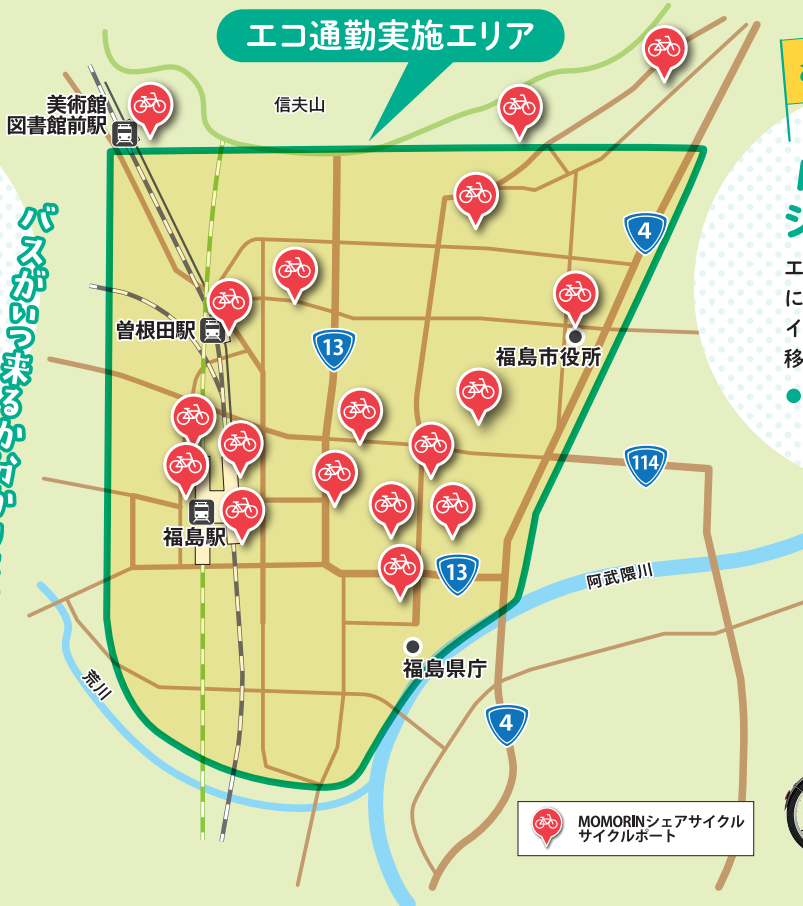 エコ通勤実施エリア
美術館
図書館前駅
信夫山
4
バスがいつ来るか、
曽根田駅
13
福島市役所
エ
に
イ
移
114
福島駅
13
阿武隈川
荒川
福島県庁
4
MOMORINシェアサイクル
サイクルポート